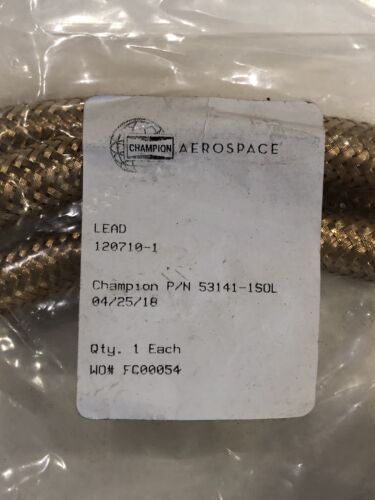 CHAMPION AEROSPACE
LEAD
120710-1
Champion P/N 53141-1SOL
04/25/18
Qty. 1 Each
WO# FC00054